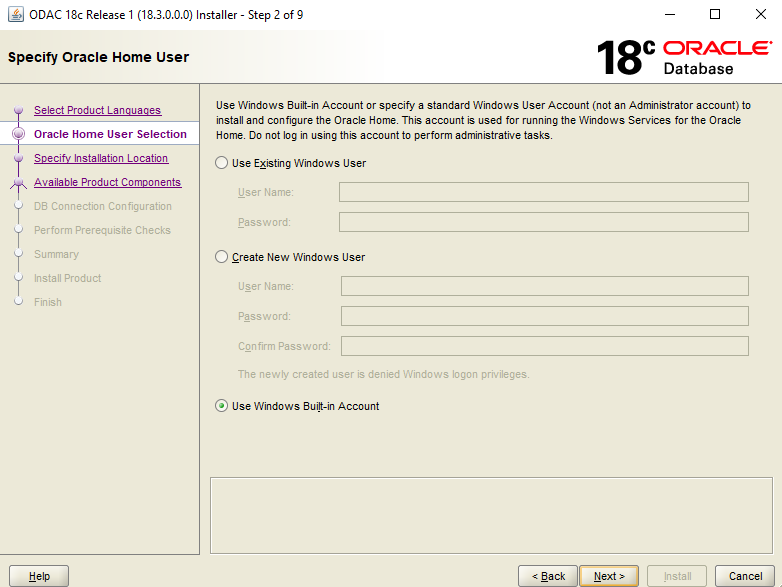 ODAC 18c Release 1 (18.3.0.0.0) Installer - Step 2 of 9
Specify Oracle Home User
18c ORACLE
Database
Select Product Languages
Oracle Home User Selection
Specify Installation Location
Available Product Components
DB Connection Configuration
Perform Prerequisite Checks
Summary
Install Product
Finish
Use Windows Built-in Account or specify a standard Windows User Account (not an Administrator account) to
install and configure the Oracle Home. This account is used for running the Windows Services for the Oracle
Home. Do not log in using this account to perform administrative tasks.
Use Existing Windows User
User Name:
Password:
Create New Windows User
User Name:
Password:
Confirm Password:
The newly created user is denied Windows logon privileges.
Use Windows Built-in Account
Help
< Back
Next >
Install
Cancel